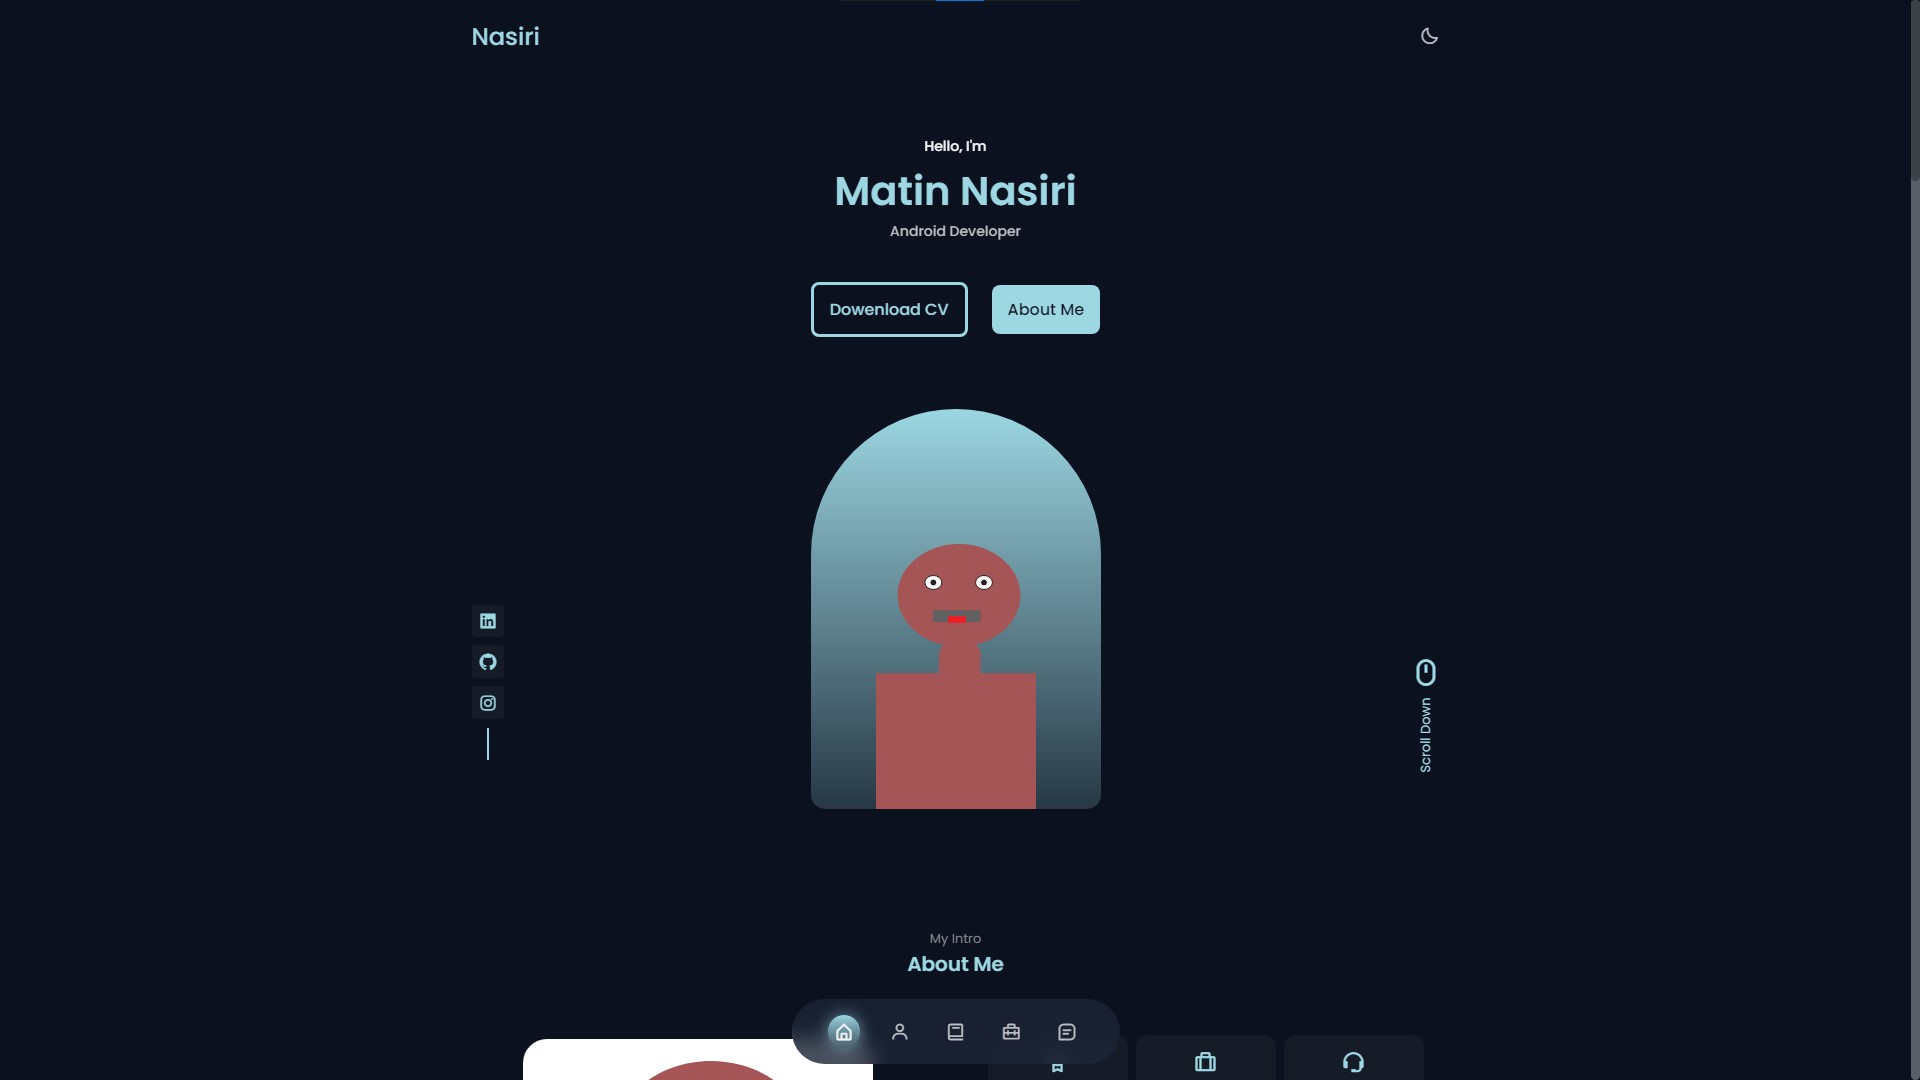 Nasiri
Hello, I'm
Matin Nasiri
Android Developer
Dowenload CV
About Me
Scroll Down
My Intro
About Me